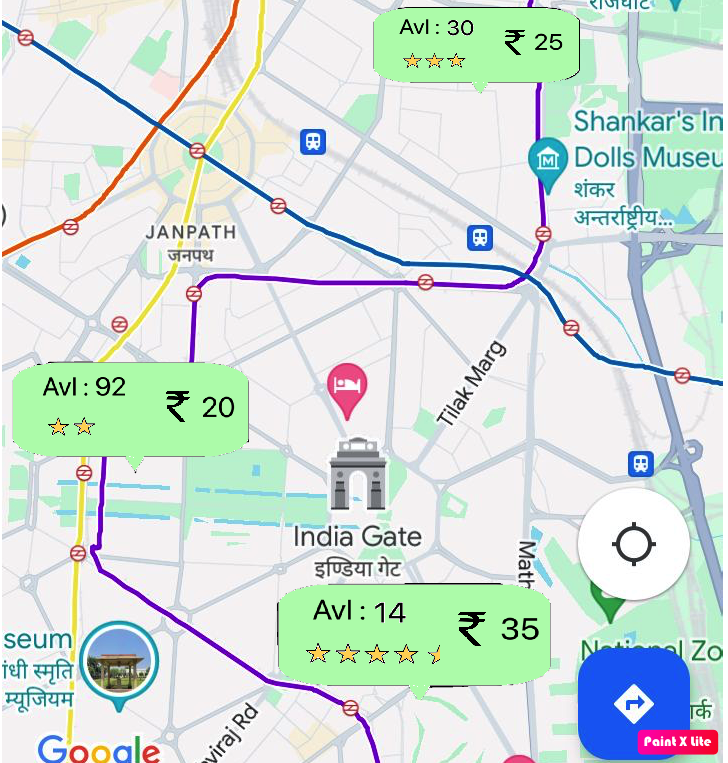 राजघाट
Avl : 30
₹ 25
Shankar's In
Dolls Museu
शंकर
अन्तर्राष्ट्रीय...
)
JANPATH
जनपथ
Avl : 92
₹ 20
Tilak Marg
India Gate
इण्डिया गेट
Math
Avl : 14
₹ 35
seum
गंधी स्मृति
म्यूजियम
National Zo
र्क
viraj Rd
Google
Paint X Lite